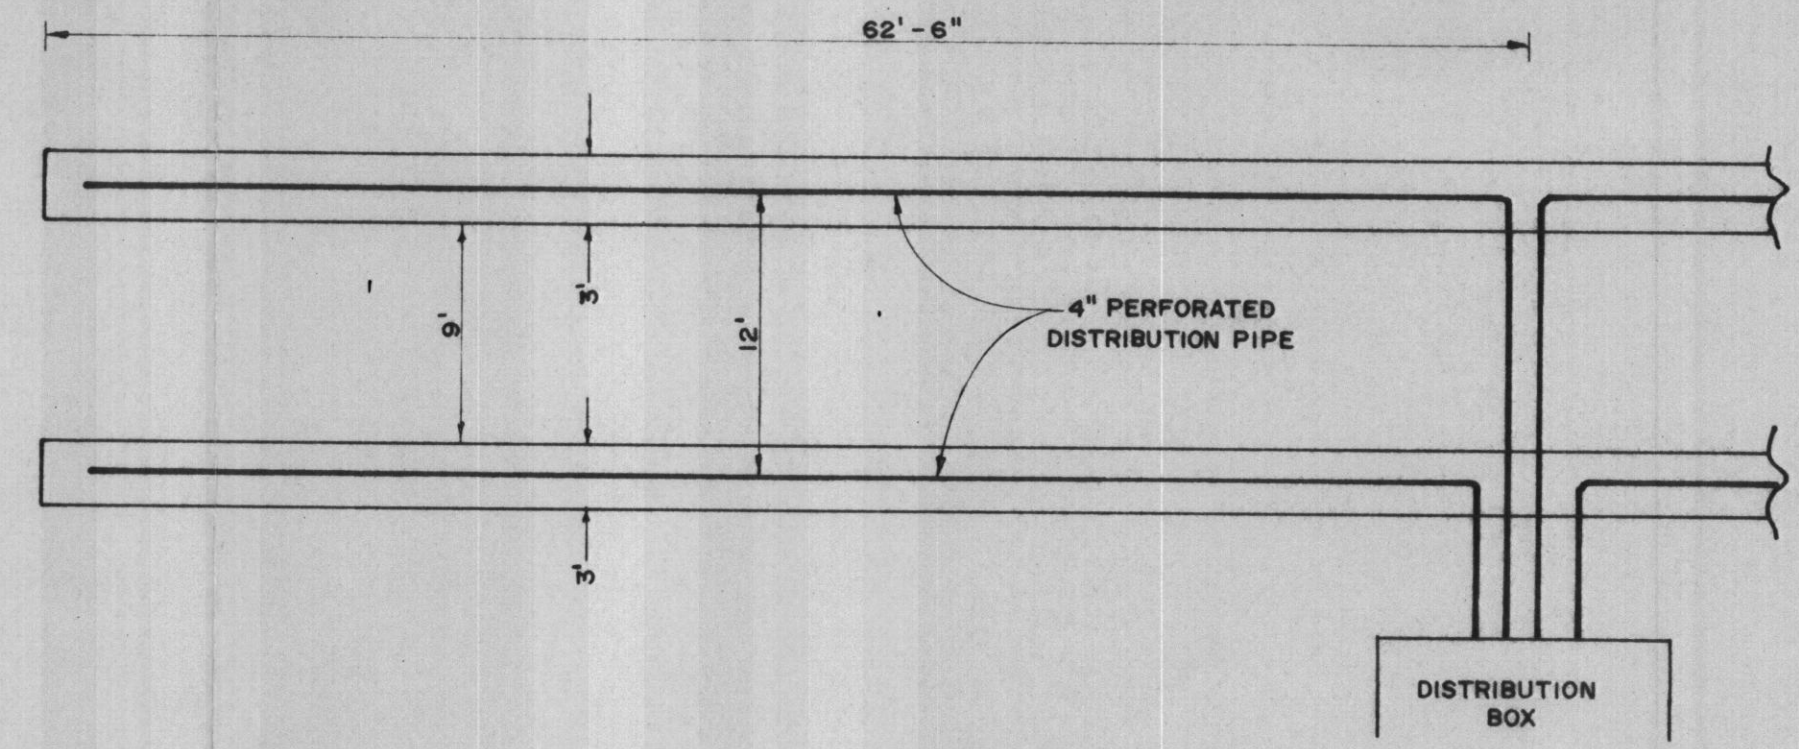 62'-6"
3'
9'
12'
4" PERFORATED
DISTRIBUTION PIPE
3'
DISTRIBUTION
BOX